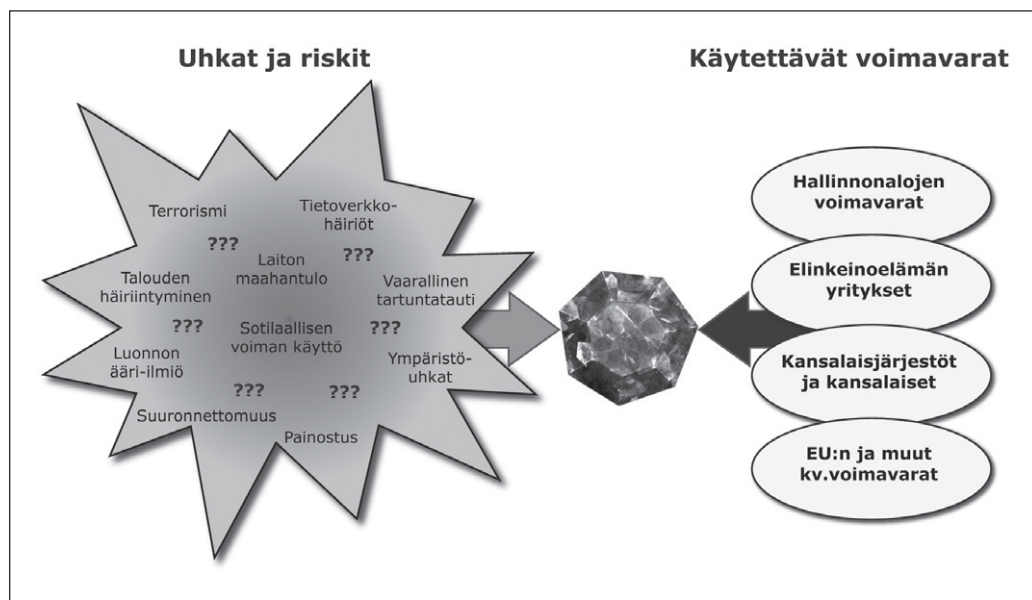 Uhkat ja riskit
Käytettävät voimavarat
Terrorismi
Tietoverkko-
häiriöt
???
Laiton
maahantulo
???
Talouden
häiriintyminen
Vaarallinen
tartuntatauti
???
Sotilaallisen
voiman käyttö
???
Luonnon
ääri-ilmiö
Ympäristö-
uhkat
???
???
Suuronnettomuus
Painostus
Hallinnonalojen
voimavarat
Elinkeinoelämän
yritykset
Kansalaisjärjestöt
ja kansalaiset
EU:n ja muut
kv.voimavarat